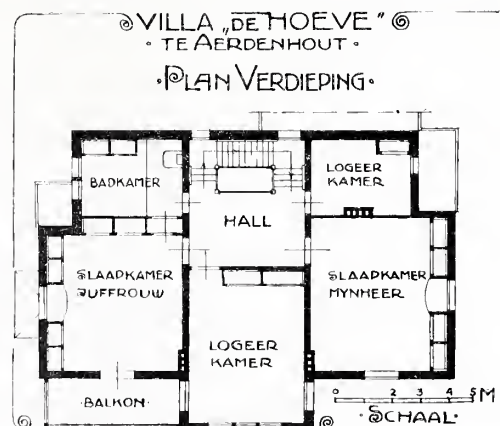 VILLA „DE HOEVE”
· TE AERDENHOUT ·
· PLAN VERDIEPING ·
BADKAMER
LOGEER
KAMER
HALL
SLAAPKAMER
JUFFROUW
SLAAPKAMER
MYNHEER
LOGEER
KAMER
· BALKON ·
0 2 3 4 5 M
· SCHAAL ·